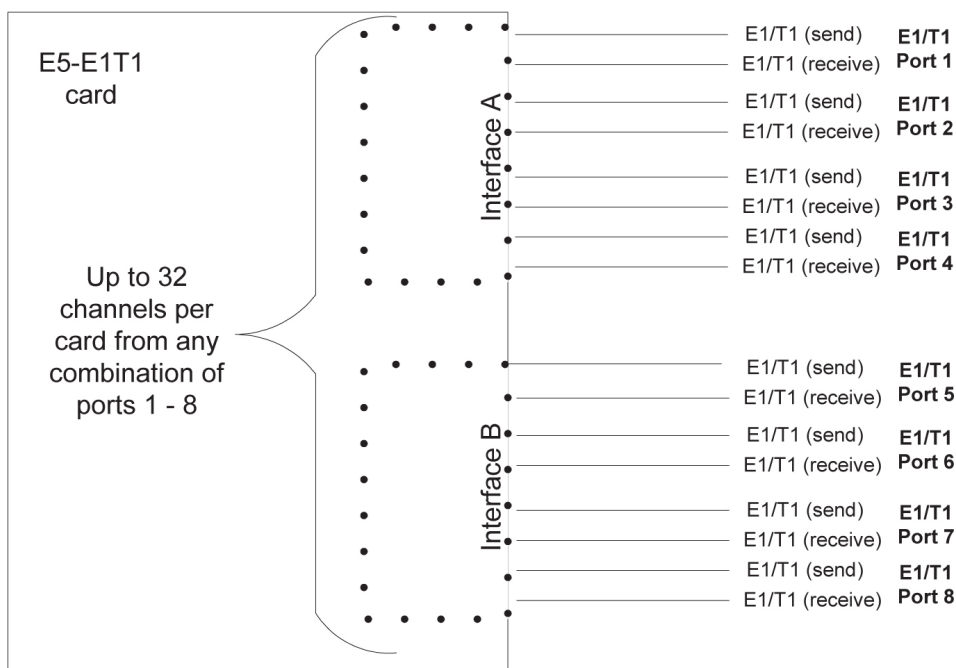 E5-E1T1
card
Up to 32
channels per
card from any
combination of
ports 1 - 8
Interface A
E1/T1 (send) E1/T1
E1/T1 (receive) Port 1
E1/T1 (send) E1/T1
E1/T1 (receive) Port 2
E1/T1 (send) E1/T1
E1/T1 (receive) Port 3
E1/T1 (send) E1/T1
E1/T1 (receive) Port 4
Interface B
E1/T1 (send) E1/T1
E1/T1 (receive) Port 5
E1/T1 (send) E1/T1
E1/T1 (receive) Port 6
E1/T1 (send) E1/T1
E1/T1 (receive) Port 7
E1/T1 (send) E1/T1
E1/T1 (receive) Port 8